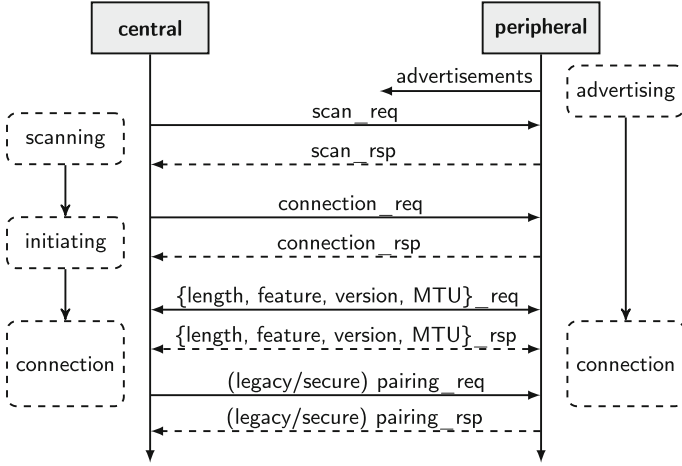 central
peripheral
advertisements
advertising
scan_req
scanning
scan_rsp
connection_req
initiating
connection_rsp
{length, feature, version, MTU}_req
{length, feature, version, MTU}_rsp
connection
connection
(legacy/secure) pairing_req
(legacy/secure) pairing_rsp